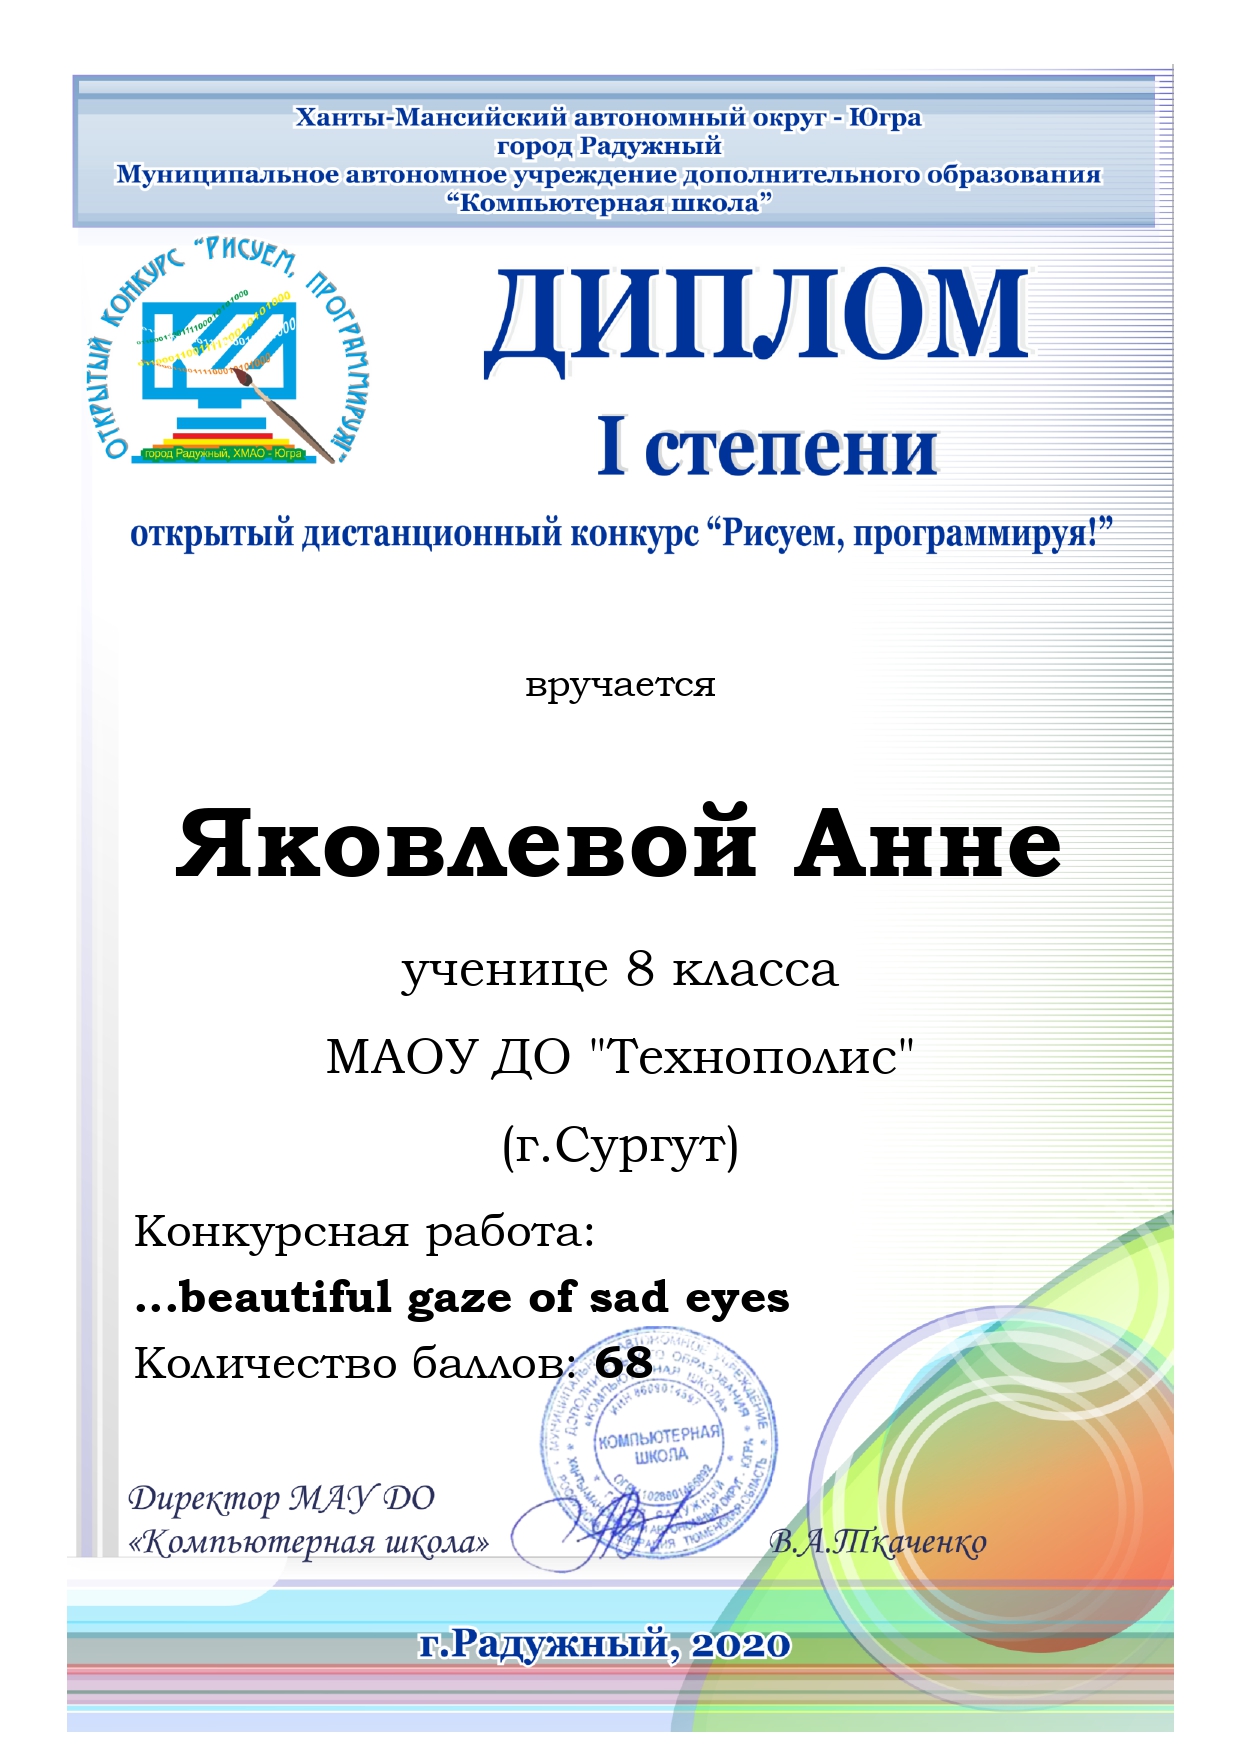 Ханты-Мансийский автономный округ - Югра
город Радужный
Муниципальное автономное учреждение дополнительного образования
“Компьютерная школа”
ОТКРЫТЫЙ КОНКУРС “РИСУЕМ, ПРОГРАММИРУЯ!”
город Радужный, ХМАО - Югра
ДИПЛОМ
I степени
открытый дистанционный конкурс “Рисуем, программируя!”
вручается
Яковлевой Анне
ученице 8 класса
МАОУ ДО "Технополис"
(г.Сургут)
Конкурсная работа:
...beautiful gaze of sad eyes
Количество баллов: 68
КОМПЬЮТЕРНАЯ
ШКОЛА
Директор МАУ ДО
«Компьютерная школа»
В.А.Ткаченко
г.Радужный, 2020